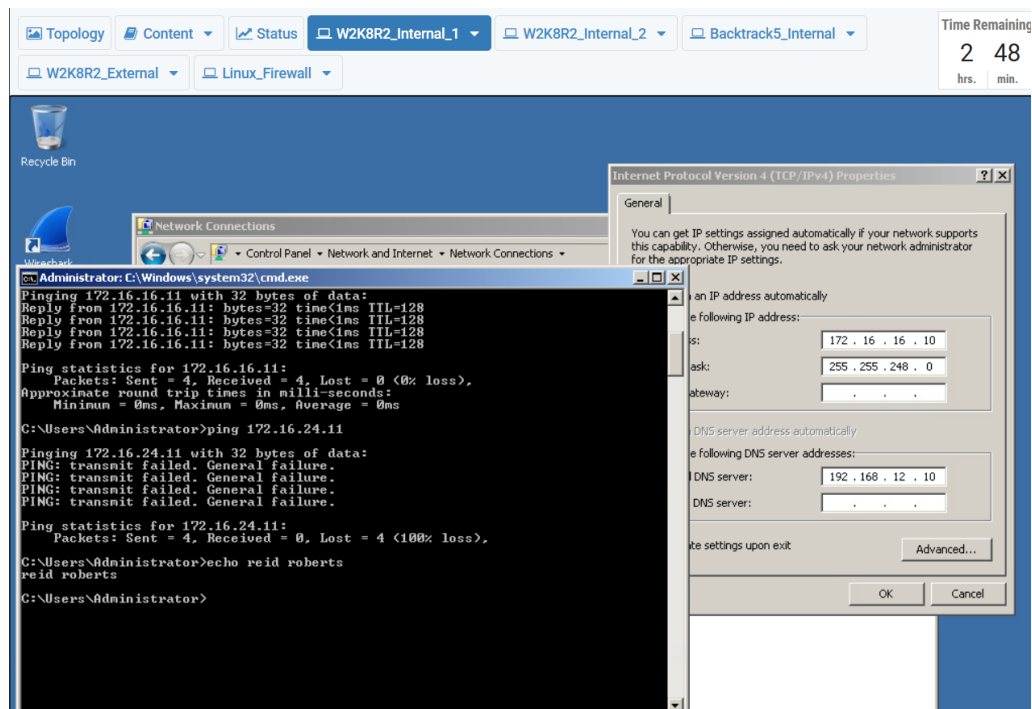 Topology
Content
Status
W2K8R2_Internal_1
W2K8R2_Internal_2
Backtrack5_Internal
Time Remaining
2 48
hrs. min.
W2K8R2_External
Linux_Firewall
Recycle Bin
Wireshark
Network Connections
Control Panel
Network and Internet
Network Connections
Administrator: C:\Windows\system32\cmd.exe
Pinging 172.16.16.11 with 32 bytes of data:
Reply from 172.16.16.11: bytes=32 time<1ms TTL=128
Reply from 172.16.16.11: bytes=32 time<1ms TTL=128
Reply from 172.16.16.11: bytes=32 time<1ms TTL=128
Reply from 172.16.16.11: bytes=32 time<1ms TTL=128
Ping statistics for 172.16.16.11:
Packets: Sent = 4, Received = 4, Lost = 0 (0% loss),
Approximate round trip times in milli-seconds:
Minimum = 0ms, Maximum = 0ms, Average = 0ms
C:\Users\Administrator>ping 172.16.24.11
Pinging 172.16.24.11 with 32 bytes of data:
PING: transmit failed. General failure.
PING: transmit failed. General failure.
PING: transmit failed. General failure.
PING: transmit failed. General failure.
Ping statistics for 172.16.24.11:
Packets: Sent = 4, Received = 0, Lost = 4 (100% loss),
C:\Users\Administrator>echo reid roberts
reid roberts
C:\Users\Administrator>
Internet Protocol Version 4 (TCP/IPv4) Properties
General
You can get IP settings assigned automatically if your network supports
this capability. Otherwise, you need to ask your network administrator
for the appropriate IP settings.
an IP address automatically
e following IP address:
ss: 172 . 16 . 16 . 10
ask: 255 . 255 . 248 . 0
ateway: . . .
DNS server address automatically
e following DNS server addresses:
DNS server: 192 . 168 . 12 . 10
DNS server: . . .
te settings upon exit
Advanced...
OK
Cancel